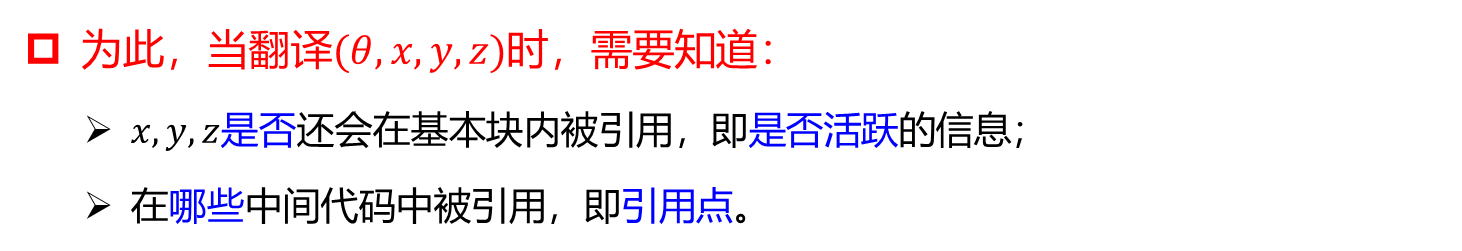 为此，当翻译(θ, x, y, z)时，需要知道：
x, y, z是否还会在基本块内被引用，即是否活跃的信息；
在哪些中间代码中被引用，即引用点。